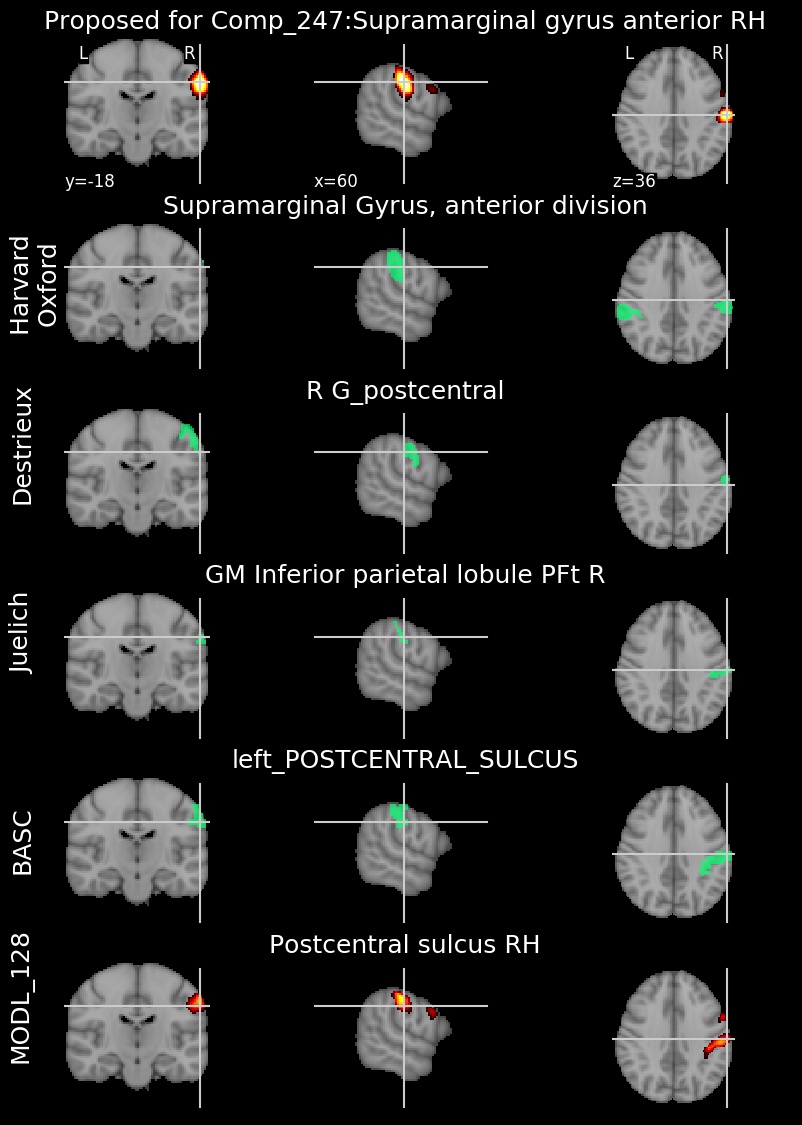 Proposed for Comp_247:Supramarginal gyrus anterior RH
L R L R
y=-18 x=60 z=36
Supramarginal Gyrus, anterior division
Harvard
Oxford
R G_postcentral
Destrieux
GM Inferior parietal lobule PFt R
Juelich
left_POSTCENTRAL_SULCUS
BASC
Postcentral sulcus RH
MODL_128